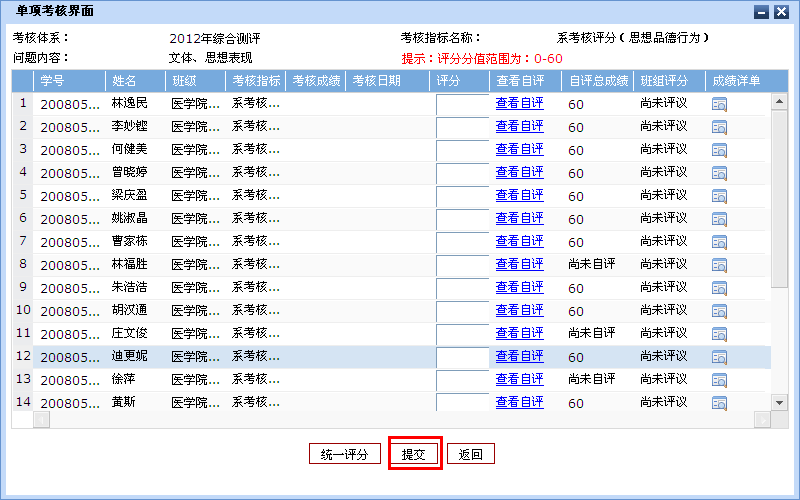 单项考核界面
考核体系： 2012年综合测评 考核指标名称： 系考核评分（思想品德行为）
问题内容： 文体、思想表现 提示：评分分值范围为：0-60
学号 姓名 班级 考核指标 考核成绩 考核日期 评分 查看自评 自评总成绩 班组评分 成绩详单
1 200805... 林逸民 医学院... 系考核... 查看自评 60 尚未评议
2 200805... 李妙铿 医学院... 系考核... 查看自评 60 尚未评议
3 200805... 何健美 医学院... 系考核... 查看自评 60 尚未评议
4 200805... 曾晓婷 医学院... 系考核... 查看自评 60 尚未评议
5 200805... 梁庆盈 医学院... 系考核... 查看自评 60 尚未评议
6 200805... 姚淑晶 医学院... 系考核... 查看自评 60 尚未评议
7 200805... 曹家栋 医学院... 系考核... 查看自评 60 尚未评议
8 200805... 林福胜 医学院... 系考核... 查看自评 尚未自评 尚未评议
9 200805... 朱洁洁 医学院... 系考核... 查看自评 60 尚未评议
10 200805... 胡汉通 医学院... 系考核... 查看自评 60 尚未评议
11 200805... 庄文俊 医学院... 系考核... 查看自评 尚未自评 尚未评议
12 200805... 迪更妮 医学院... 系考核... 查看自评 60 尚未评议
13 200805... 徐萍 医学院... 系考核... 查看自评 尚未自评 尚未评议
14 200805... 黄斯 医学院... 系考核... 查看自评 60 尚未评议
统一评分 提交 返回